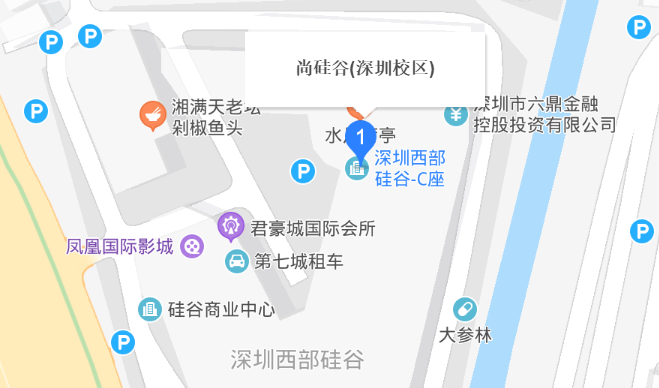 P
P
P
P
尚硅谷(深圳校区)
湘满天老坛
剁椒鱼头
深圳市六鼎金融
控股投资有限公司
¥
水
亭
1
深圳西部
硅谷-C座
P
君豪城国际会所
P
凤凰国际影城
第七城租车
硅谷商业中心
大参林
P
深圳西部硅谷